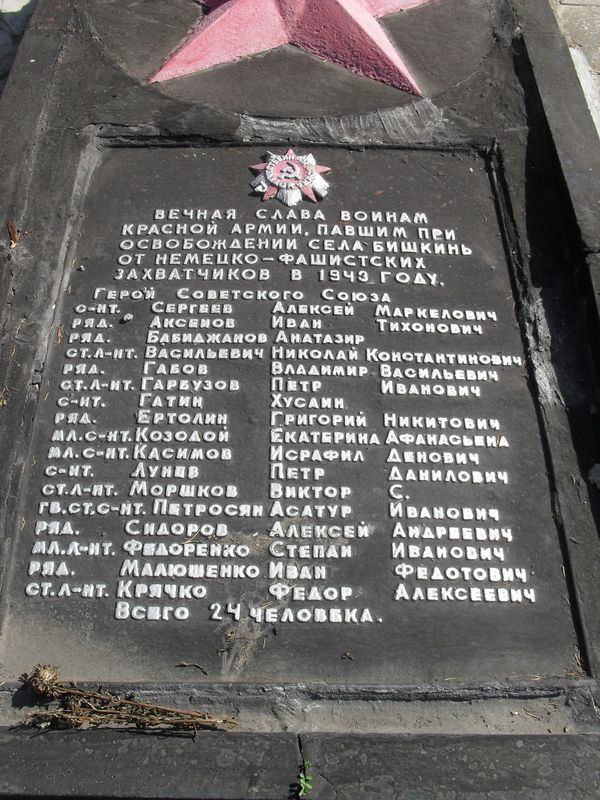 ВЕЧНАЯ СЛАВА ВОИНАМ
КРАСНОЙ АРМИИ, ПАВШИМ ПРИ
ОСВОБОЖДЕНИИ СЕЛА БИШКИНЬ
ОТ НЕМЕЦКО-ФАШИСТСКИХ
ЗАХВАТЧИКОВ В 1943 ГОДУ.
ГЕРОЙ СОВЕТСКОГО СОЮЗА
С-НТ. СЕРГЕЕВ АЛЕКСЕЙ МАРКЕЛОВИЧ
РЯД. АКСЕНОВ ИВАН ТИХОНОВИЧ
РЯД. БАБИДЖАНОВ АНАТАЗИР
СТ.Л-НТ. ВАСИЛЬЕВИЧ НИКОЛАЙ КОНСТАНТИНОВИЧ
РЯД. ГАБОВ ВЛАДИМИР ВАСИЛЬЕВИЧ
СТ.Л-НТ. ГАРБУЗОВ ПЕТР ИВАНОВИЧ
С-НТ. ГАТИН ХУСАИН
РЯД. ЕРТОЛИН ГРИГОРИЙ НИКИТОВИЧ
МЛ.С-НТ. КОЗОДОЙ ЕКАТЕРИНА АФАНАСЬЕНА
МЛ.С-НТ. КАСИМОВ ИСРАФИЛ ДЕНОВИЧ
С-НТ. ЛУНЕВ ПЕТР ДАНИЛОВИЧ
СТ.Л-НТ. МОРШКОВ ВИКТОР С.
ГВ.СТ.С-НТ. ПЕТРОСЯН АСАТУР ИВАНОВИЧ
РЯД. СИДОРОВ АЛЕКСЕЙ АНДРЕЕВИЧ
МЛ.Л-НТ. ФЕДОРЕНКО СТЕПАН ИВАНОВИЧ
РЯД. МАЛЮШЕНКО ИВАН ФЕДОТОВИЧ
СТ.Л-НТ. КРЯЧКО ФЕДОР АЛЕКСЕЕВИЧ
ВСЕГО 24 ЧЕЛОВЕКА.